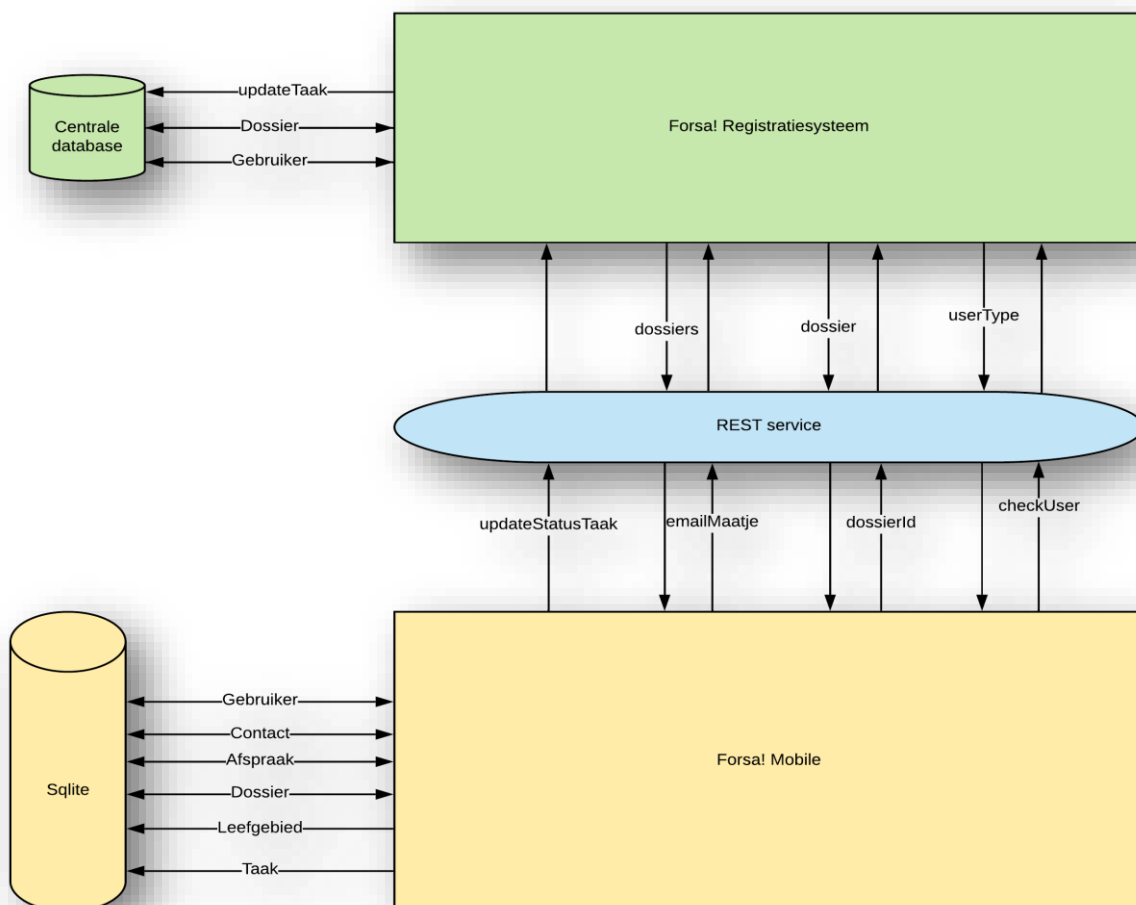 Forsa! Registratiesysteem
updateTaak
Dossier
Gebruiker
Centrale
database
dossiers
dossier
userType
REST service
updateStatusTaak
emailMaatje
dossierId
checkUser
Gebruiker
Contact
Afspraak
Dossier
Leefgebied
Taak
Sqlite
Forsa! Mobile